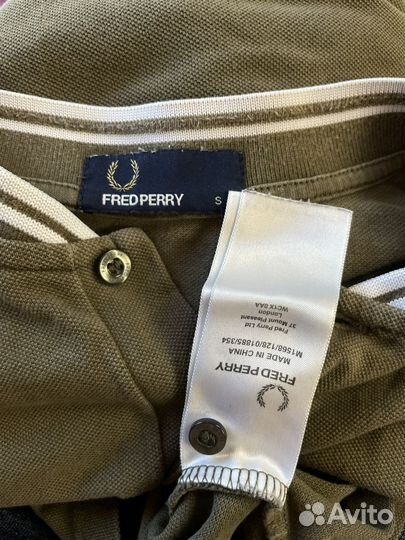 FRED PERRY
S
FRED PERRY
MADE IN CHINA
M1568/128/01885/354
Fred Perry Ltd
37 Mount Pleasant
London
WC1X 0AA
Avito